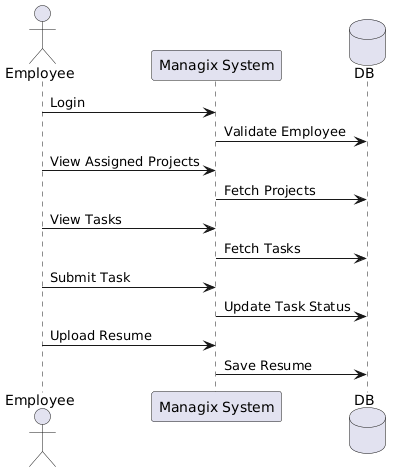 Employee
Managix System
DB
Login
Validate Employee
View Assigned Projects
Fetch Projects
View Tasks
Fetch Tasks
Submit Task
Update Task Status
Upload Resume
Save Resume
Employee
Managix System
DB